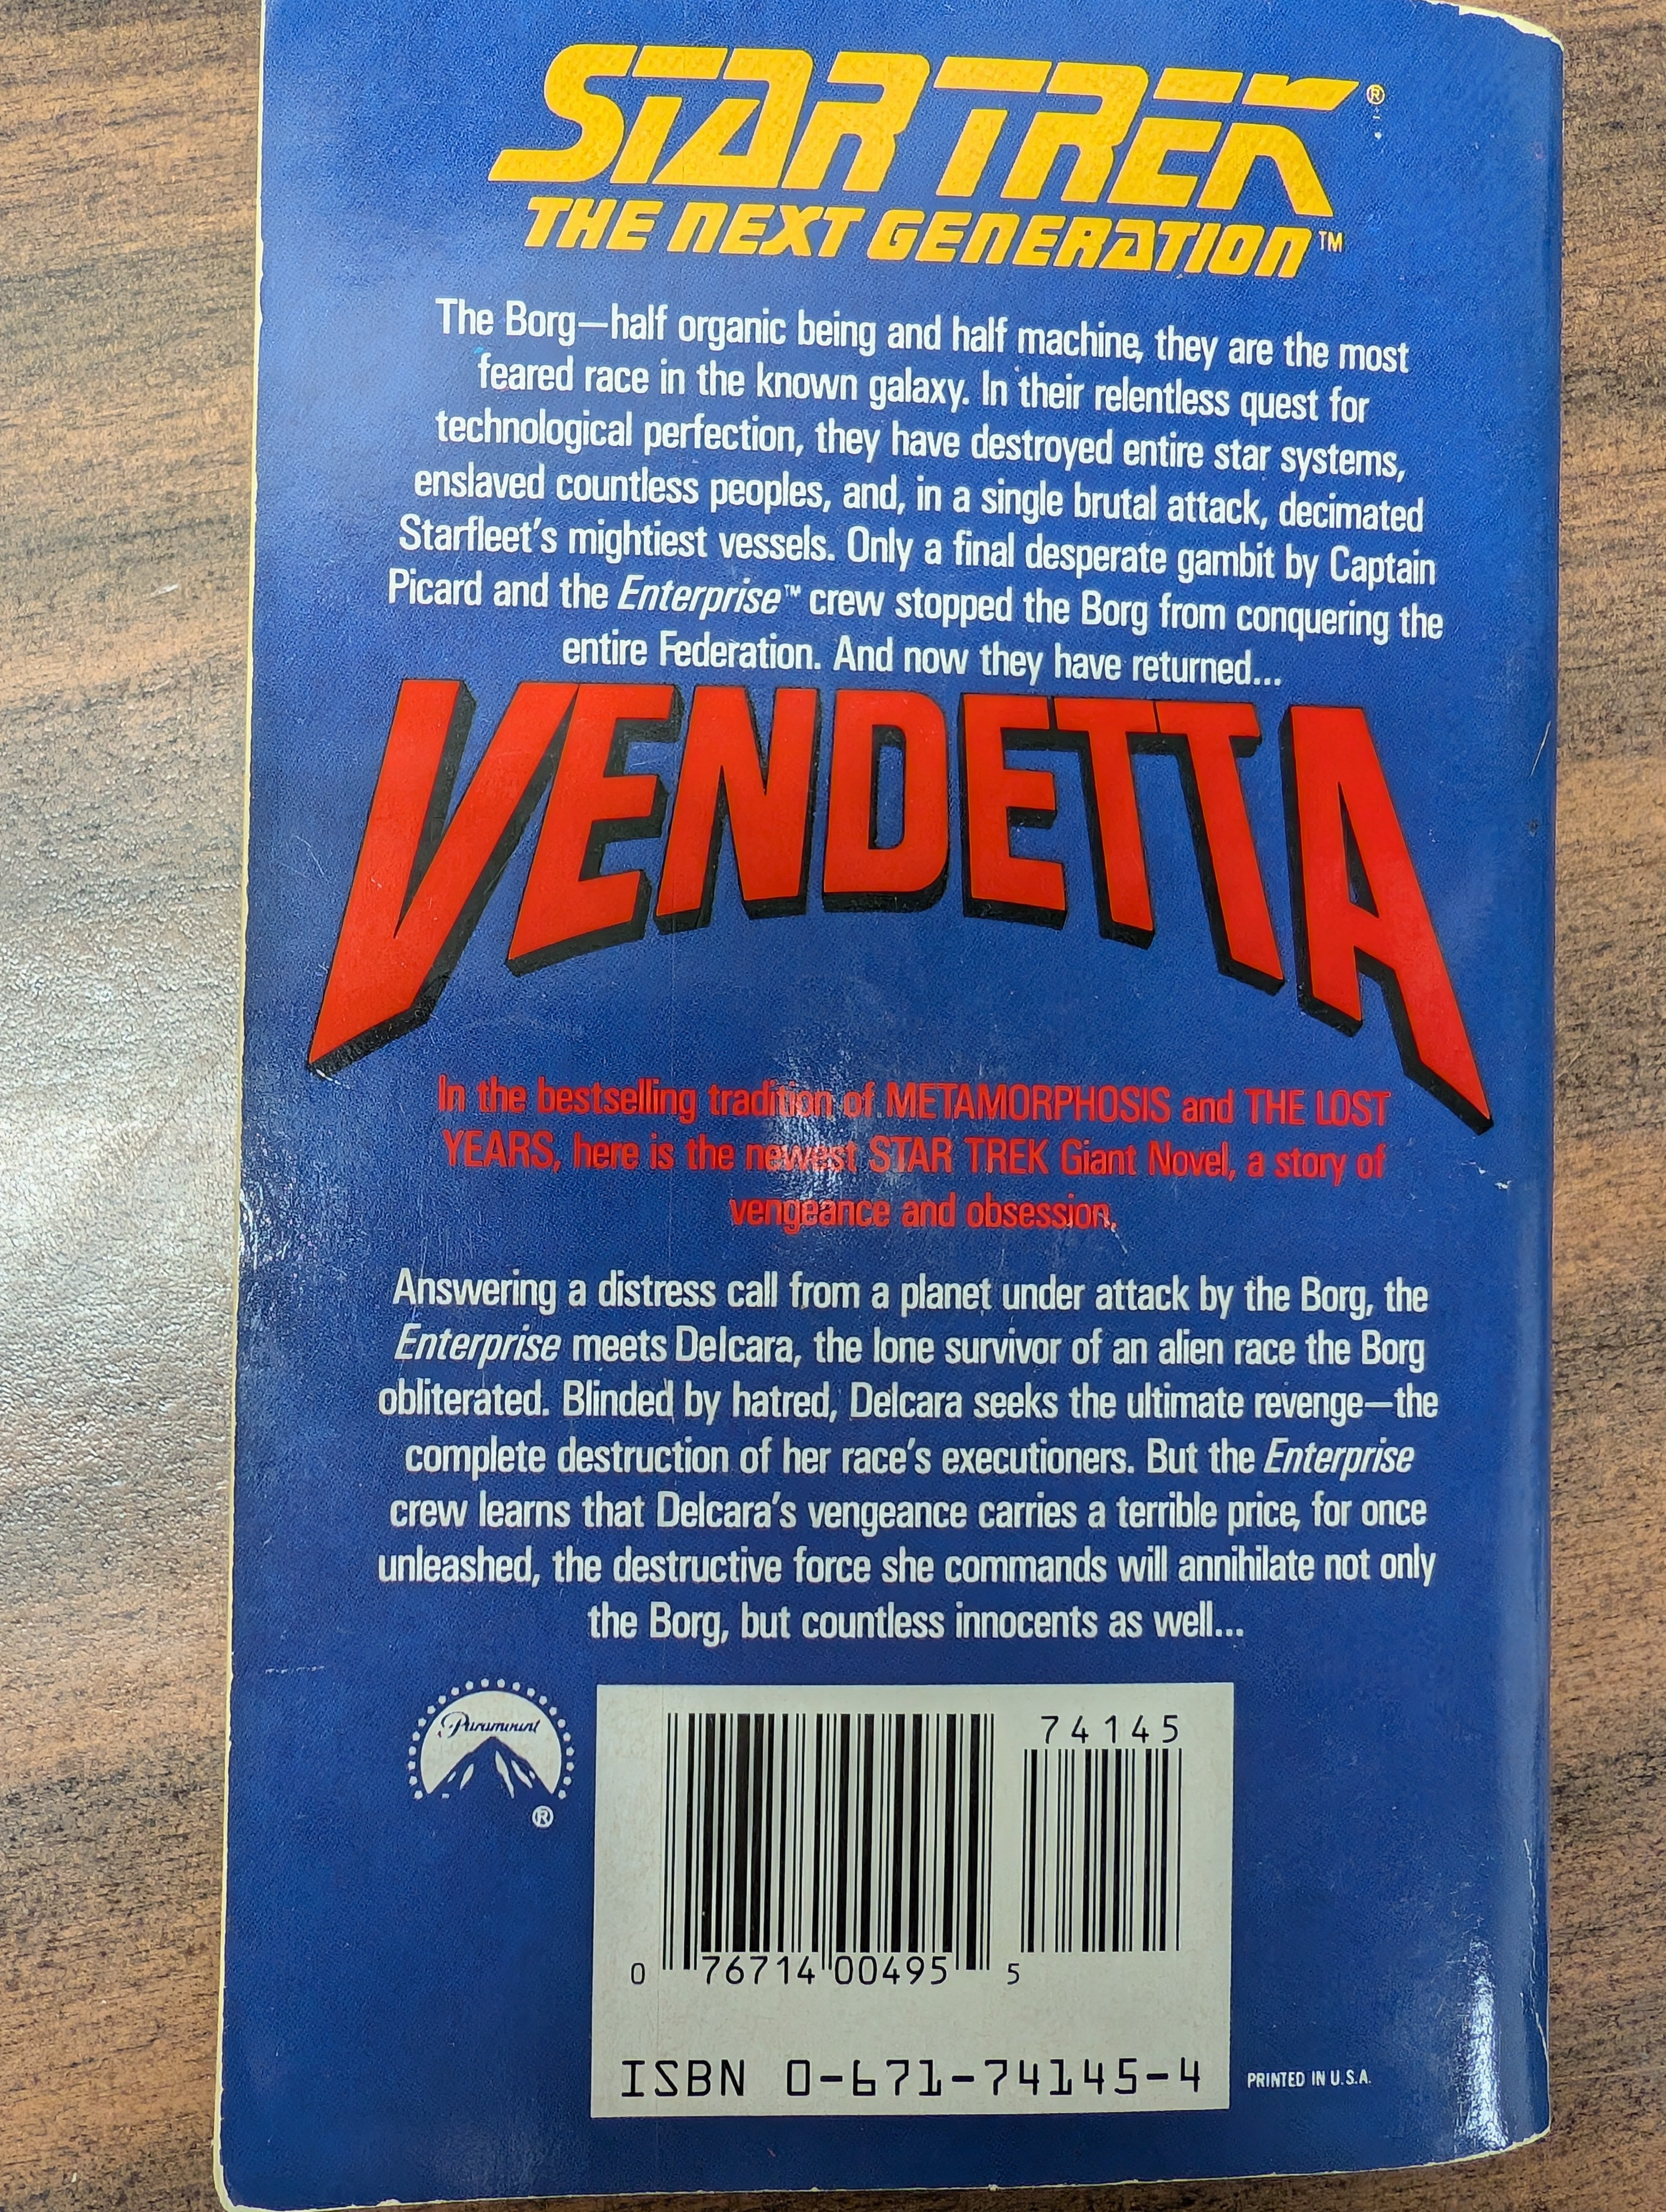 STAR TREK®
THE NEXT GENERATION™
The Borg—half organic being and half machine, they are the most
feared race in the known galaxy. In their relentless quest for
technological perfection, they have destroyed entire star systems,
enslaved countless peoples, and, in a single brutal attack, decimated
Starfleet's mightiest vessels. Only a final desperate gambit by Captain
Picard and the Enterprise™ crew stopped the Borg from conquering the
entire Federation. And now they have returned...
VENDETTA
In the bestselling tradition of METAMORPHOSIS and THE LOST
YEARS, here is the newest STAR TREK Giant Novel, a story of
vengeance and obsession.
Answering a distress call from a planet under attack by the Borg, the
Enterprise meets Delcara, the lone survivor of an alien race the Borg
obliterated. Blinded by hatred, Delcara seeks the ultimate revenge—the
complete destruction of her race's executioners. But the Enterprise
crew learns that Delcara's vengeance carries a terrible price, for once
unleashed, the destructive force she commands will annihilate not only
the Borg, but countless innocents as well...
Paramount
®
74145
0 76714 00495 5
ISBN 0-671-74145-4
PRINTED IN U.S.A.